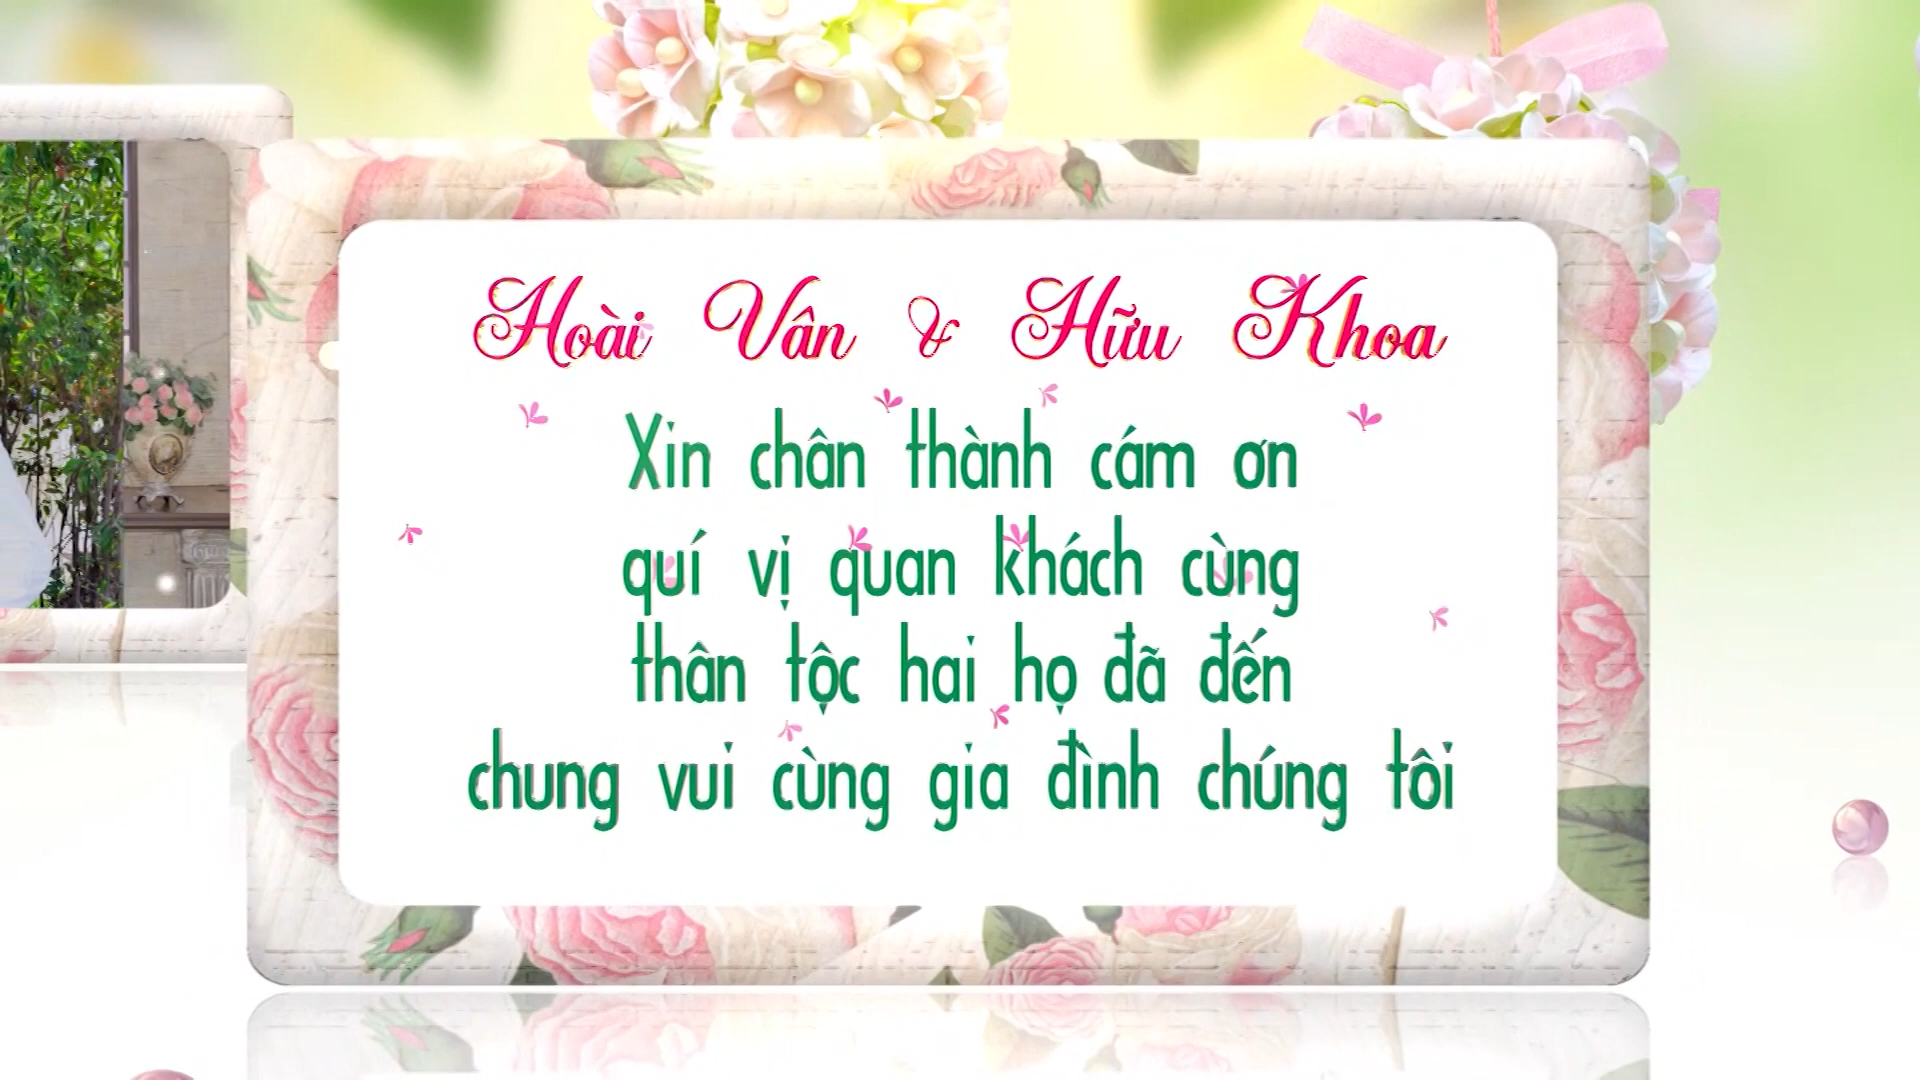 Hoài Vân & Hữu Khoa
Xin chân thành cám ơn
quí vị quan khách cùng
thân tộc hai họ đã đến
chung vui cùng gia đình chúng tôi